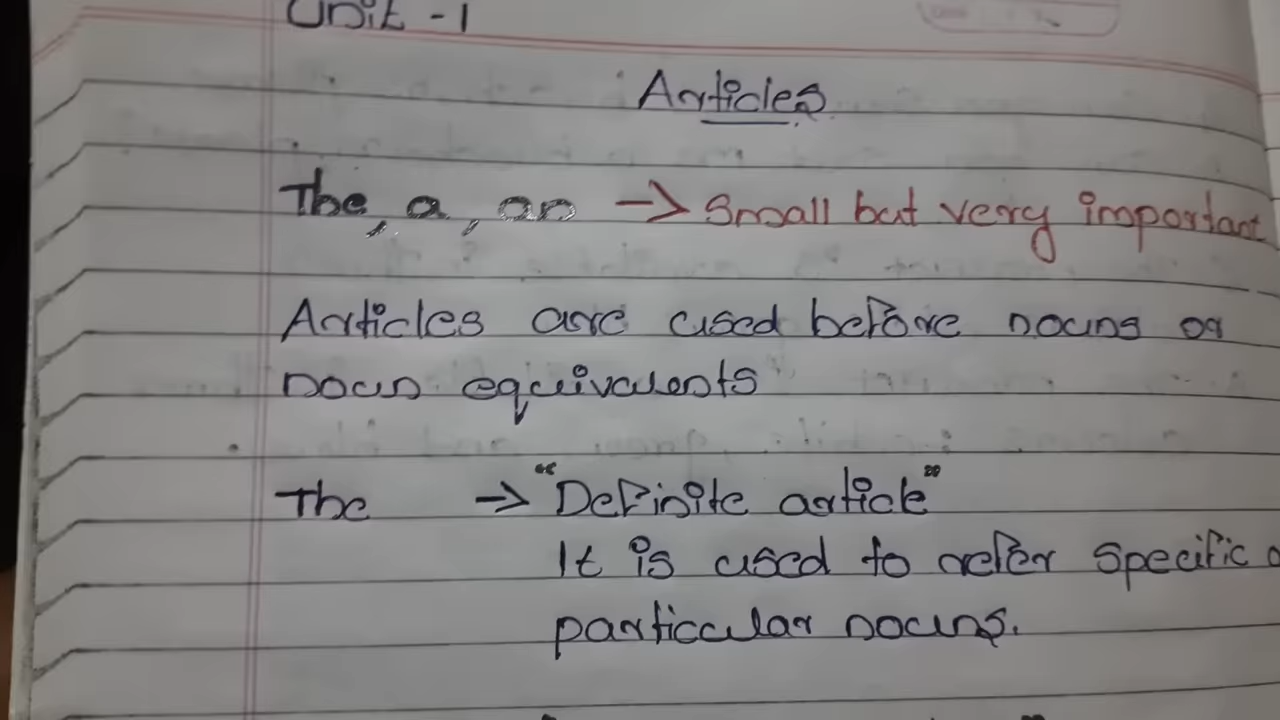 Unit - 1
Articles
The, a, an → Small but very important
Articles are used before nouns or
noun equivalents
The → "Definite article"
It is used to refer specific
particular nouns.